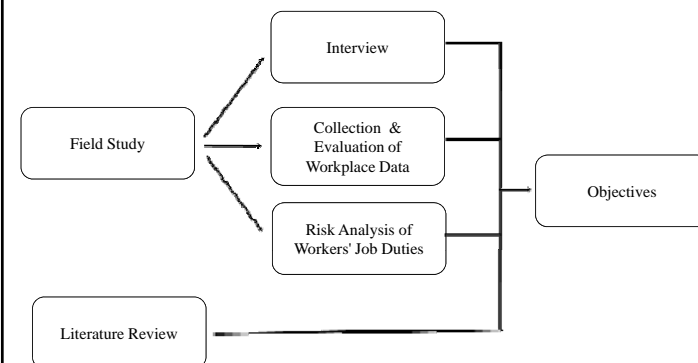 Interview
Field Study
Collection &
Evaluation of
Workplace Data
Objectives
Risk Analysis of
Workers' Job Duties
Literature Review